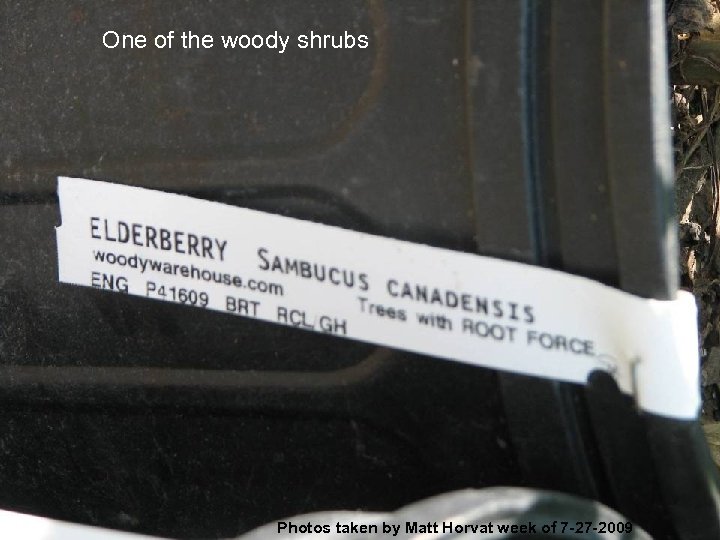 One of the woody shrubs
ELDERBERRY SAMBUCUS CANADENSIS
woodywarehouse.com Trees with ROOT FORCE
ENG P41609 BRT RCL/GH
Photos taken by Matt Horvat week of 7-27-2009